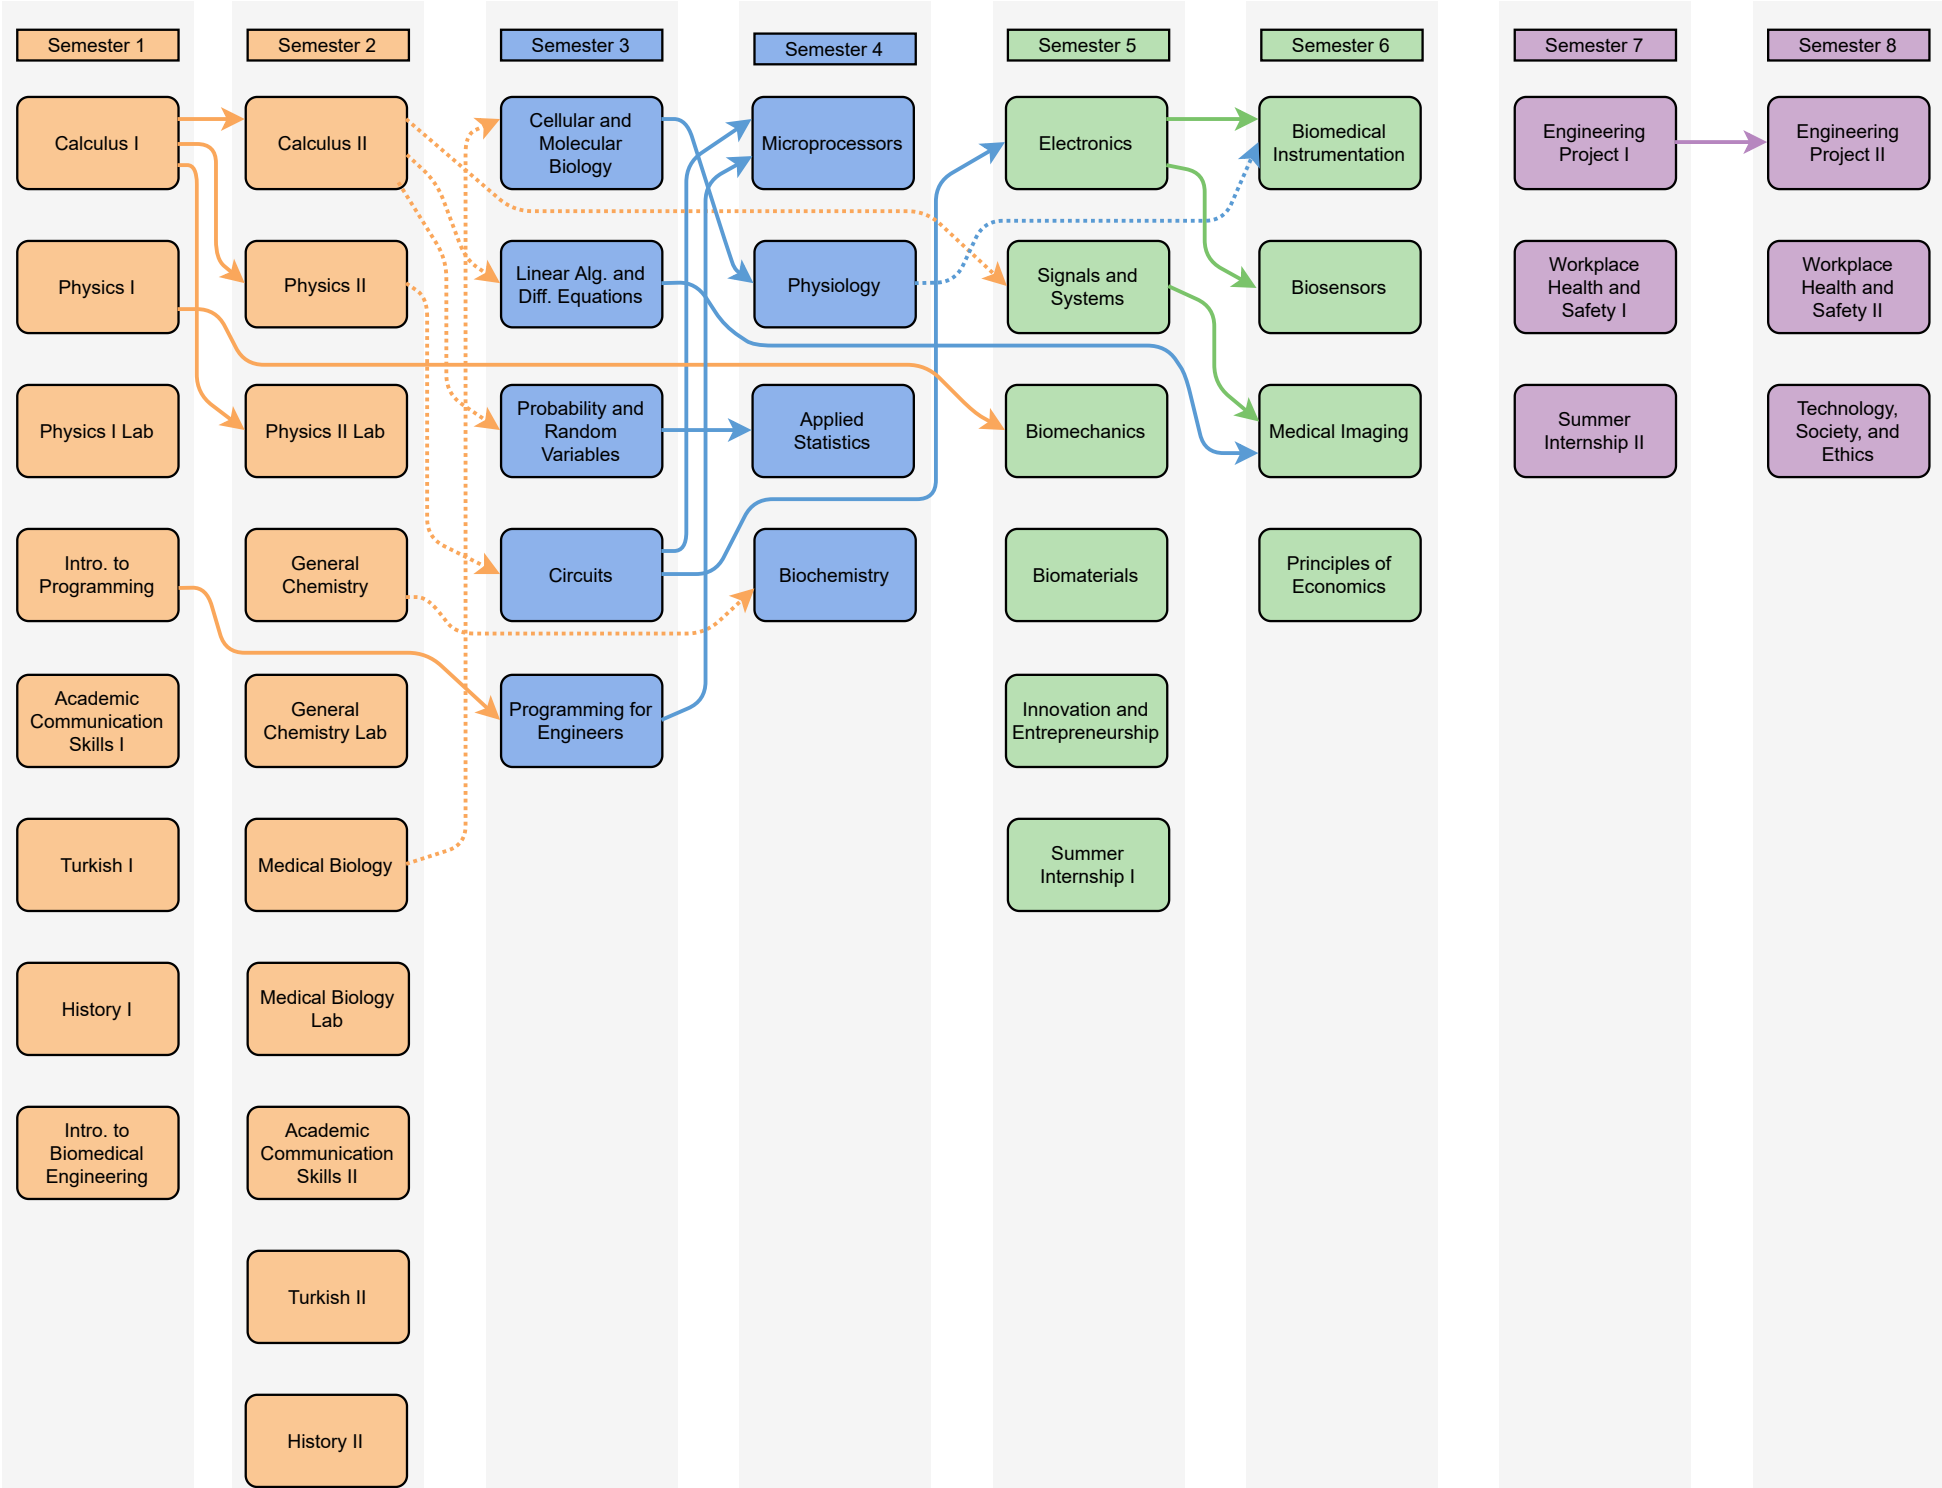 Semester 1
Semester 2
Semester 3
Semester 4
Semester 5
Semester 6
Semester 7
Semester 8
Calculus I
Physics I
Physics I Lab
Intro. to
Programming
Academic
Communication
Skills I
Turkish I
History I
Intro. to
Biomedical
Engineering
Calculus II
Physics II
Physics II Lab
General
Chemistry
General
Chemistry Lab
Medical Biology
Medical Biology
Lab
Academic
Communication
Skills II
Turkish II
History II
Cellular and
Molecular
Biology
Linear Alg. and
Diff. Equations
Probability and
Random
Variables
Circuits
Programming for
Engineers
Microprocessors
Physiology
Applied
Statistics
Biochemistry
Electronics
Signals and
Systems
Biomechanics
Biomaterials
Innovation and
Entrepreneurship
Summer
Internship I
Biomedical
Instrumentation
Biosensors
Medical Imaging
Principles of
Economics
Engineering
Project I
Workplace
Health and
Safety I
Summer
Internship II
Engineering
Project II
Workplace
Health and
Safety II
Technology,
Society, and
Ethics